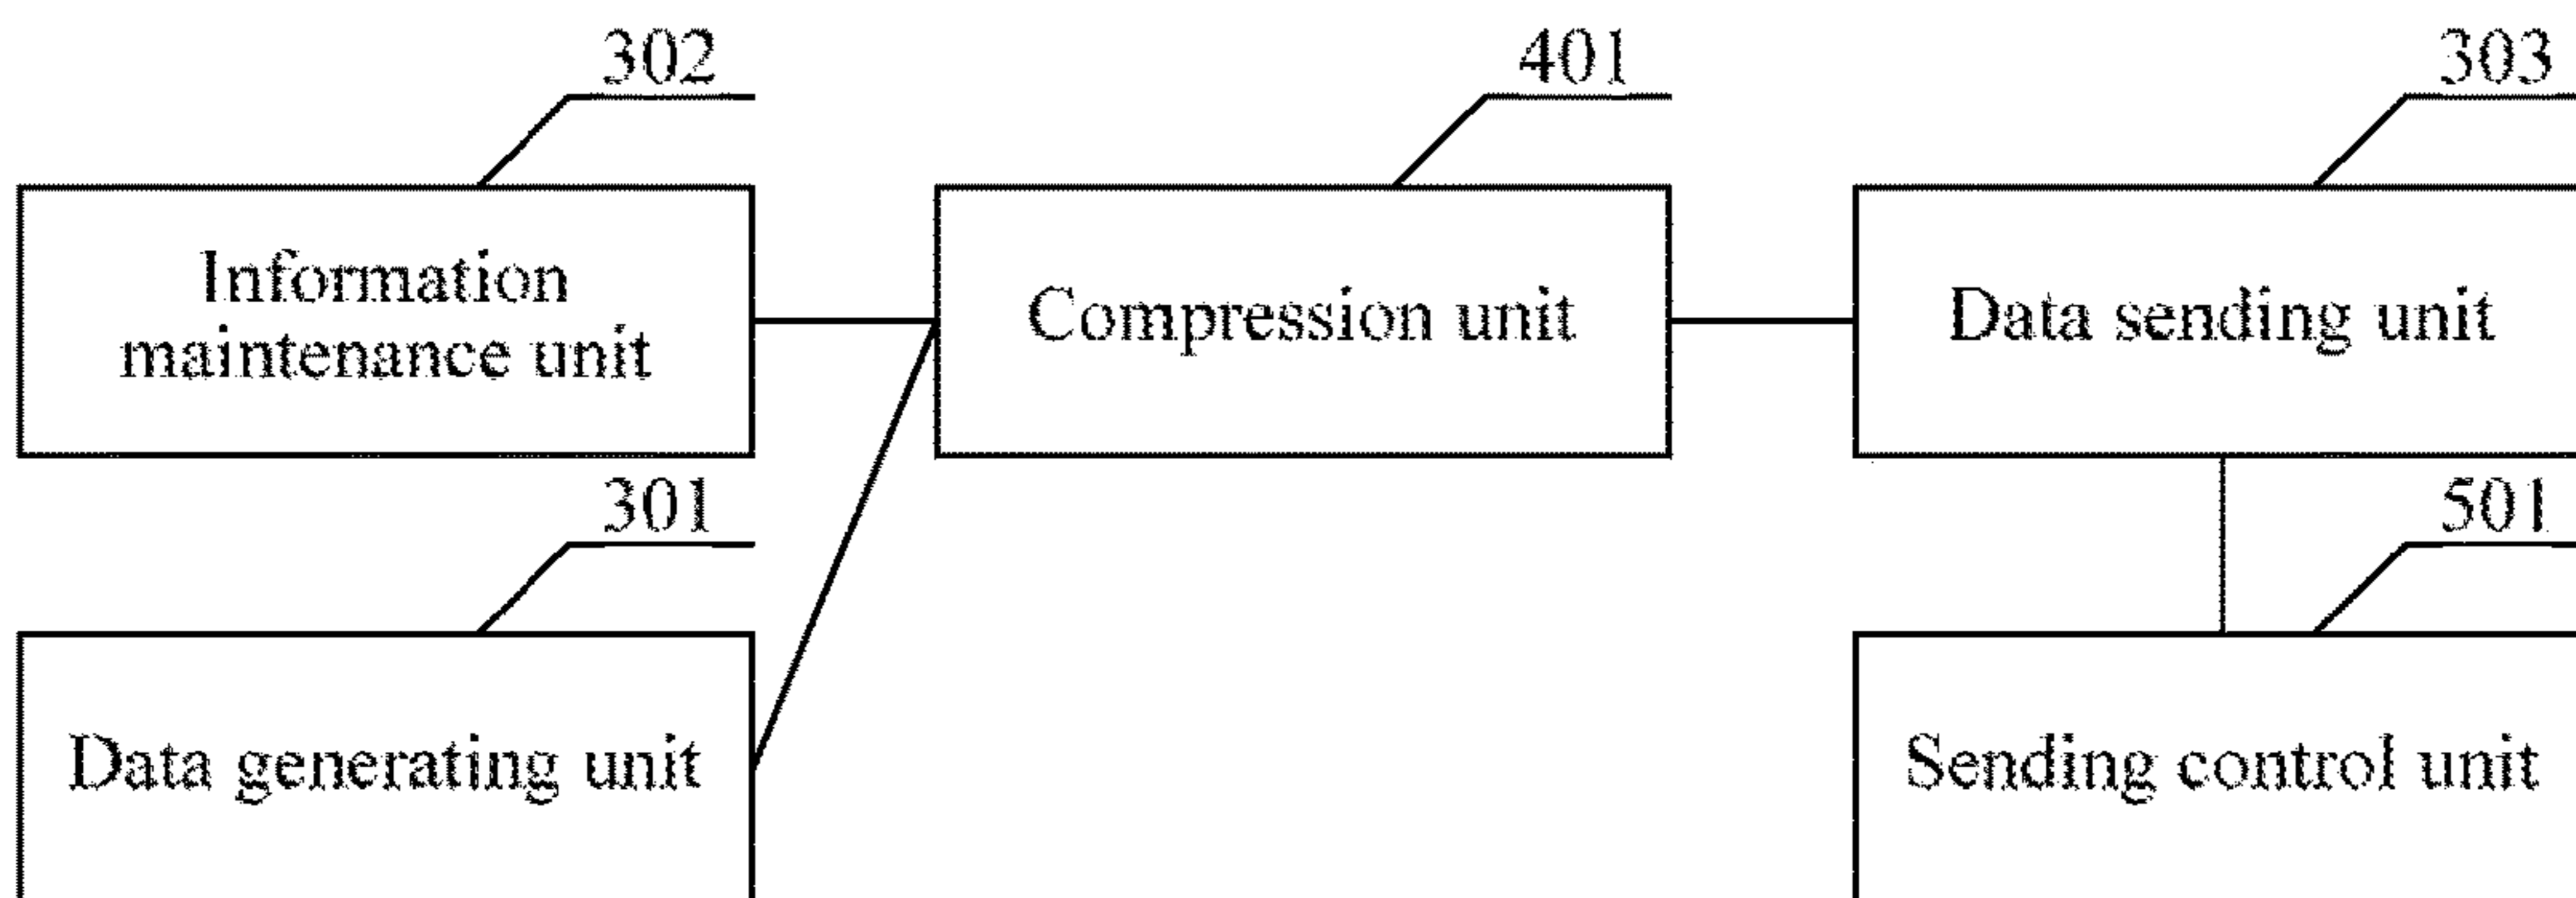 302
401
303
Information
maintenance unit
Compression unit
Data sending unit
301
501
Data generating unit
Sending control unit